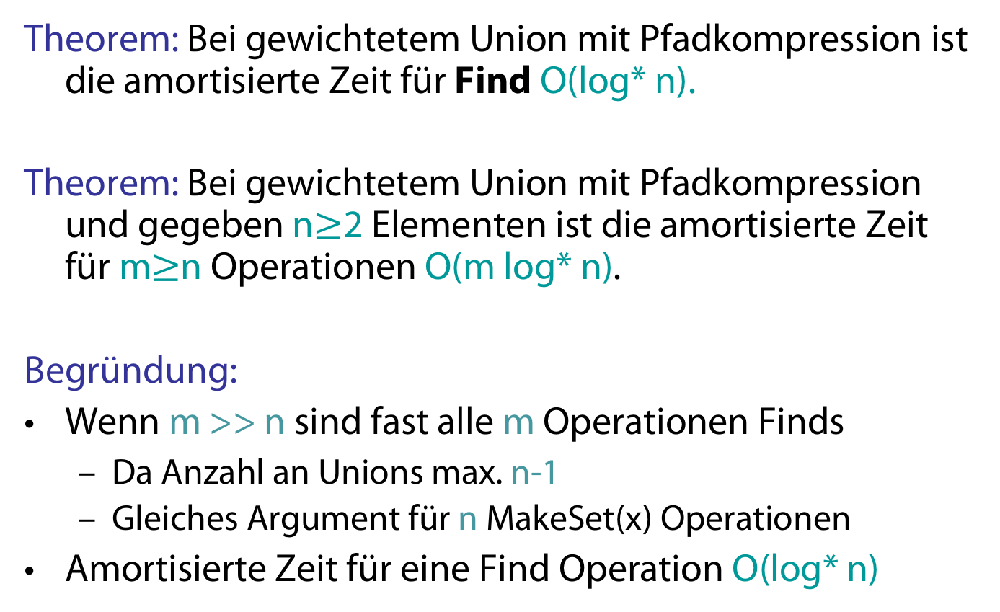 Theorem: Bei gewichtetem Union mit Pfadkompression ist
die amortisierte Zeit für Find O(log* n).
Theorem: Bei gewichtetem Union mit Pfadkompression
und gegeben n≥2 Elementen ist die amortisierte Zeit
für m≥n Operationen O(m log* n).
Begründung:
• Wenn m >> n sind fast alle m Operationen Finds
– Da Anzahl an Unions max. n-1
– Gleiches Argument für n MakeSet(x) Operationen
• Amortisierte Zeit für eine Find Operation O(log* n)